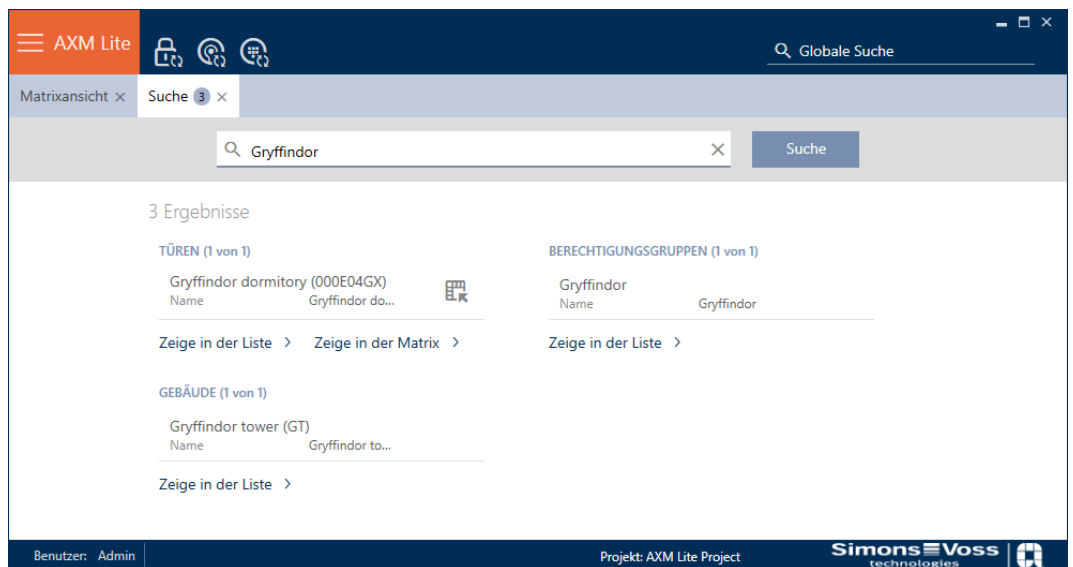 AXM Lite
Globale Suche
Matrixansicht
Suche 3
Gryffindor
Suche
3 Ergebnisse
TÜREN (1 von 1)
Gryffindor dormitory (000E04GX)
Name Gryffindor do...
Zeige in der Liste
Zeige in der Matrix
BERECHTIGUNGSGRUPPEN (1 von 1)
Gryffindor
Name Gryffindor
Zeige in der Liste
GEBÄUDE (1 von 1)
Gryffindor tower (GT)
Name Gryffindor to...
Zeige in der Liste
Benutzer: Admin
Projekt: AXM Lite Project
Simons Voss
technologies